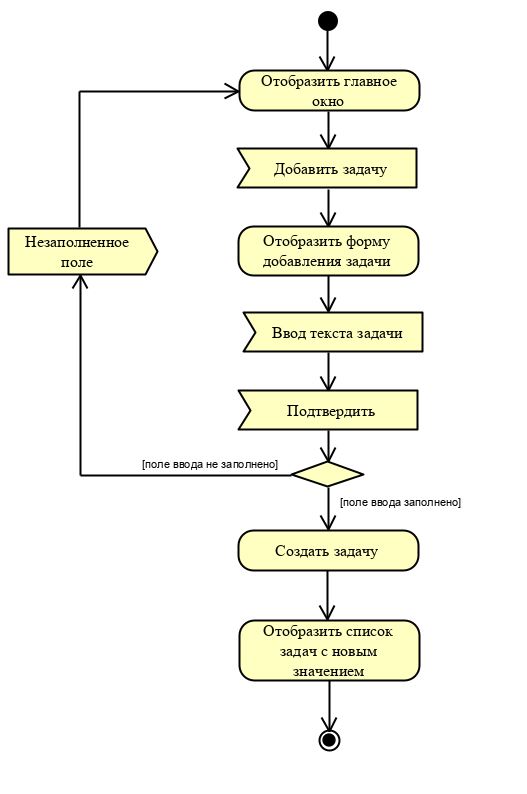 Отобразить главное
окно
Добавить задачу
Отобразить форму
добавления задачи
Незаполненное
поле
Ввод текста задачи
Подтвердить
[поле ввода не заполнено]
[поле ввода заполнено]
Создать задачу
Отобразить список
задач с новым
значением